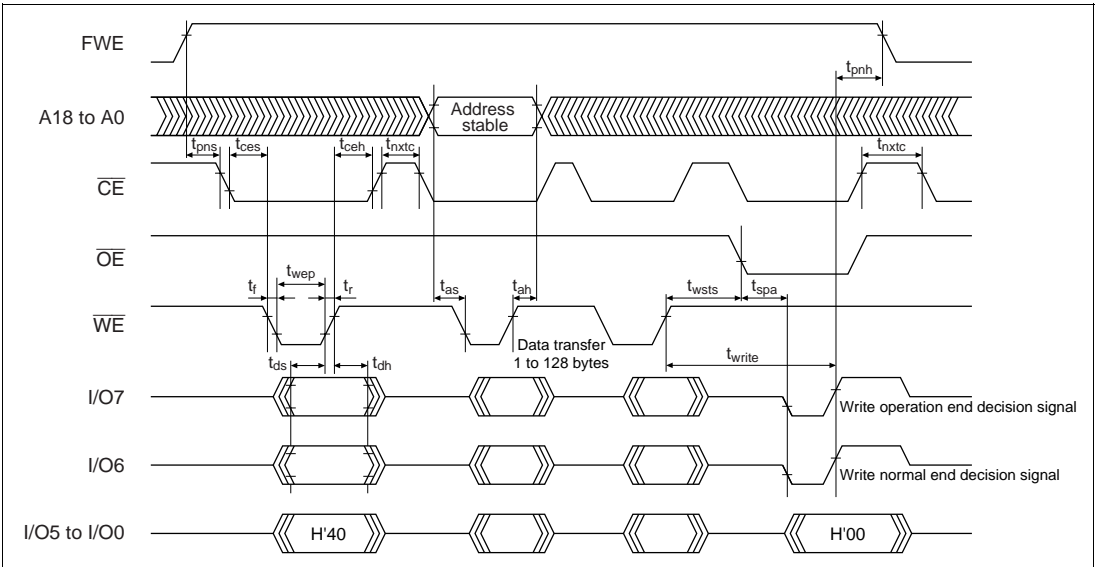 FWE
tpnh
A18 to A0
Address
stable
tpns
tces
tceh
tnxtc
tnxtc
CE
OE
tf
twep
tr
tas
tah
twsts
tspa
WE
Data transfer
1 to 128 bytes
twrite
tds
tdh
I/O7
Write operation end decision signal
I/O6
Write normal end decision signal
I/O5 to I/O0
H'40
H'00